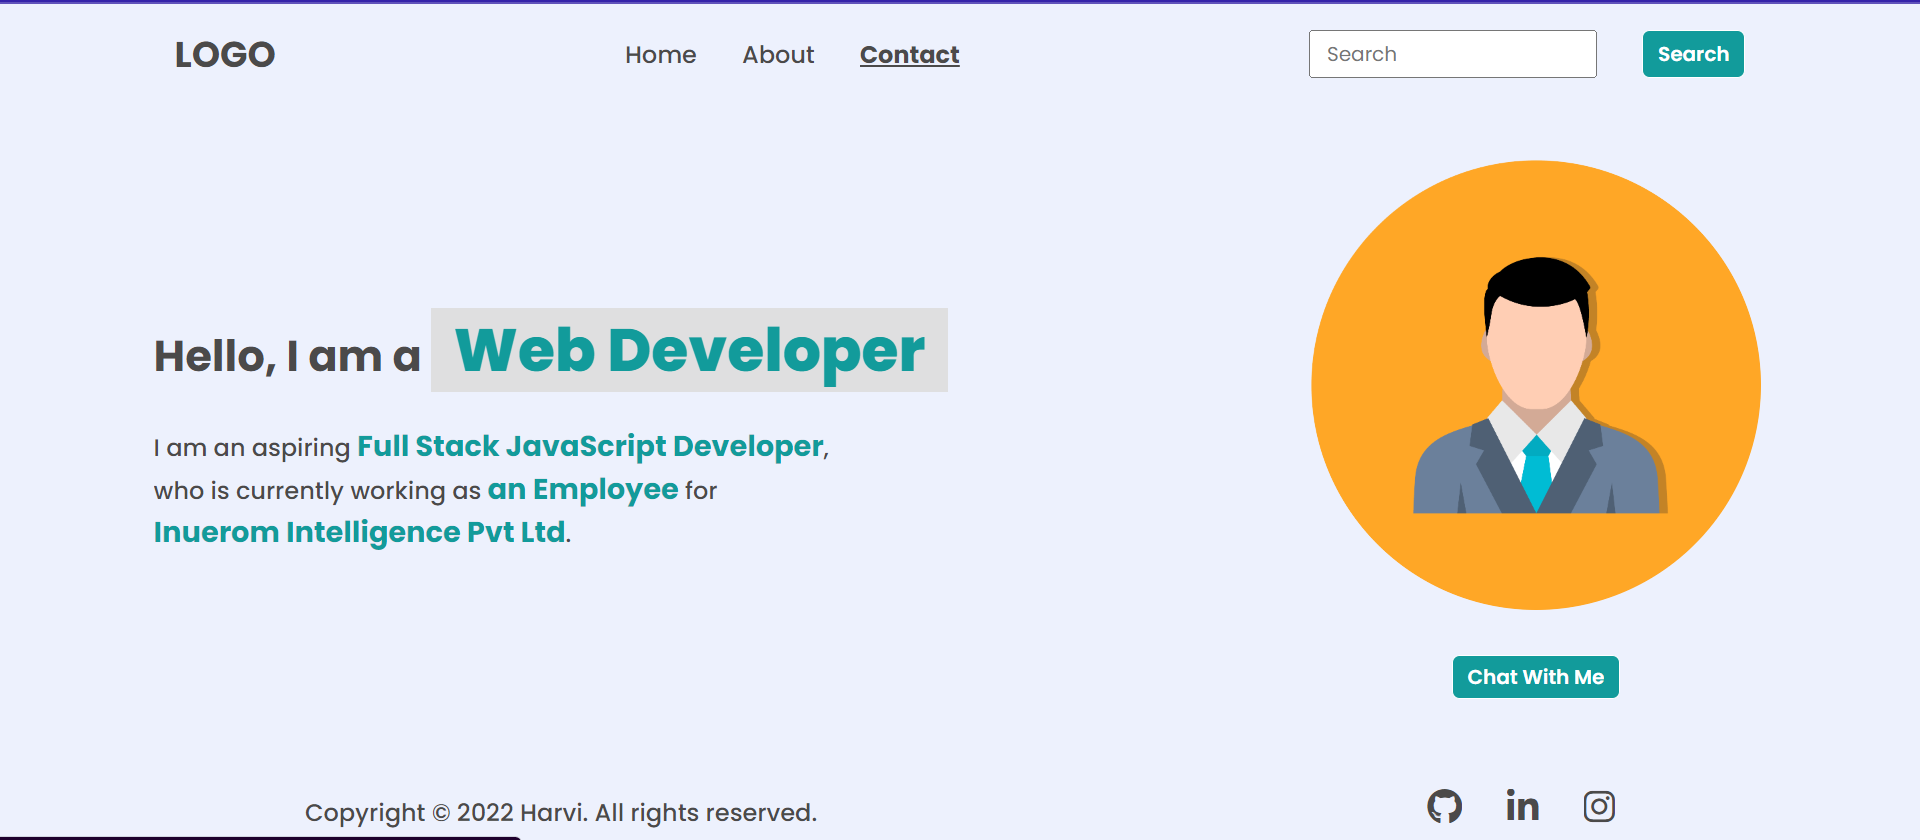 LOGO
Home About Contact
Search Search
Hello, I am a Web Developer
I am an aspiring Full Stack JavaScript Developer,
who is currently working as an Employee for
Inuerom Intelligence Pvt Ltd.
Chat With Me
Copyright © 2022 Harvi. All rights reserved.
in